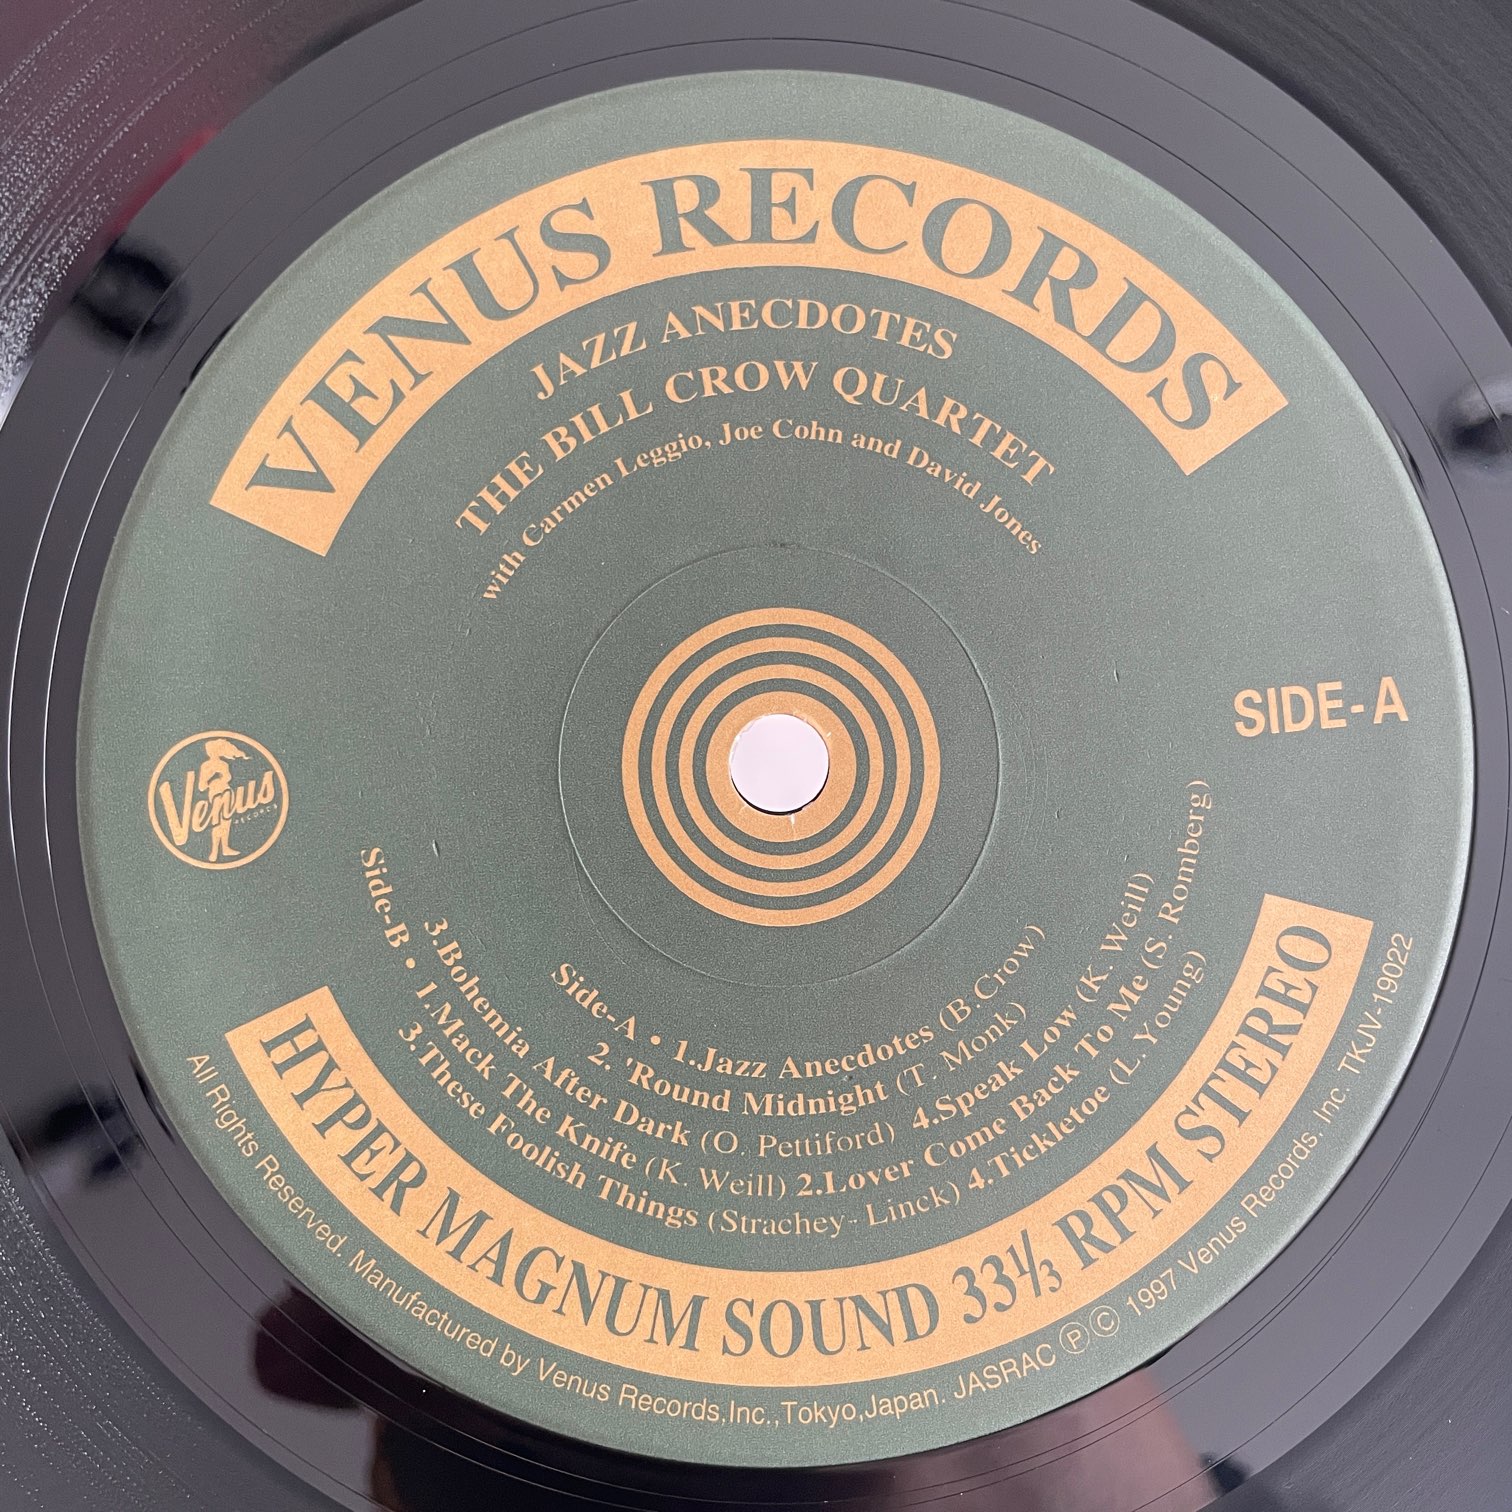 VENUS RECORDS
JAZZ ANECDOTES
THE BILL CROW QUARTET
with Carmen Leggio, Joe Cohn and David Jones
SIDE-A
Venus
RECORDS
Side-A • 1.Jazz Anecdotes (B.Crow)
2. 'Round Midnight (T. Monk)
3.Bohemia After Dark (O. Pettiford) 4.Speak Low (K. Weill)
Side-B • 1.Mack The Knife (K. Weill) 2.Lover Come Back To Me (S. Romberg)
3.These Foolish Things (Strachey- Linck) 4.Tickletoe (L. Young)
HYPER MAGNUM SOUND 33 1/3 RPM STEREO
All Rights Reserved. Manufactured by Venus Records,Inc.,Tokyo,Japan. JASRAC Ⓟ Ⓒ 1997 Venus Records. Inc. TKJV-19022